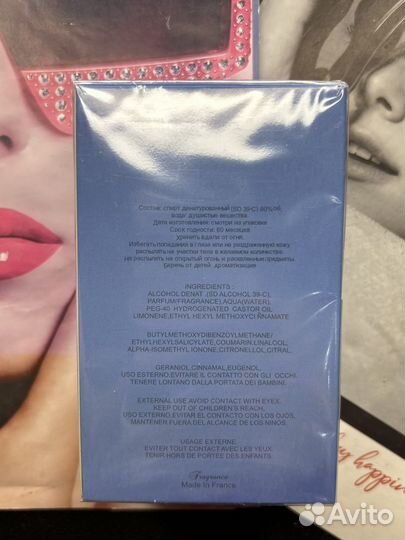 Состав: спирт денатурированный (SD 39-C) 80%об.
вода/ душистые вещества
Дата изготовления: смотри на упаковке
Срок годности: 60 месяцев
хранить вдали от огня.
Избегать попадания в глаза или не раздраженную кожу,
распылять на участки тела в желаемом количестве
не распылять на открытый огонь и раскаленные предметы
беречь от детей. ароматизация
INGREDIENTS :
ALCOHOL DENAT. (SD ALCOHOL 39-C),
PARFUM(FRAGRANCE),AQUA(WATER),
PEG-40 HYDROGENATED CASTOR OIL
LIMONENE,ETHYL HEXYL METHOXYCINNAMATE
BUTYLMETHOXYDIBENZOYLMETHANE/
ETHYLHEXYLSALICYLATE,COUMARIN,LINALOOL,
ALPHA-ISOMETHYL IONONE,CITRONELLOL,CITRAL.
GERANIOL,CINNAMAL,EUGENOL,
USO ESTERNO,EVITARE IL CONTATTO CON GLI OCCHI.
TENERE LONTANO DALLA PORTATA DEI BAMBINI.
EXTERNAL USE AVOID CONTACT WITH EYEX.
KEEP OUT OF CHILDREN'S REACH,
USO EXTERNO.EVITAR EL CONTACTO CON LOS OJOS.
MANTENER FUERA DEL ALCANCE DE LOS NINOS.
USAGE EXTERNE
EVITER TOUT CONTACT AVEC LES YEUX.
TENIR HORS DE PORTEE DES ENFANTS.
Fragrance
Made In France
happin
Avito